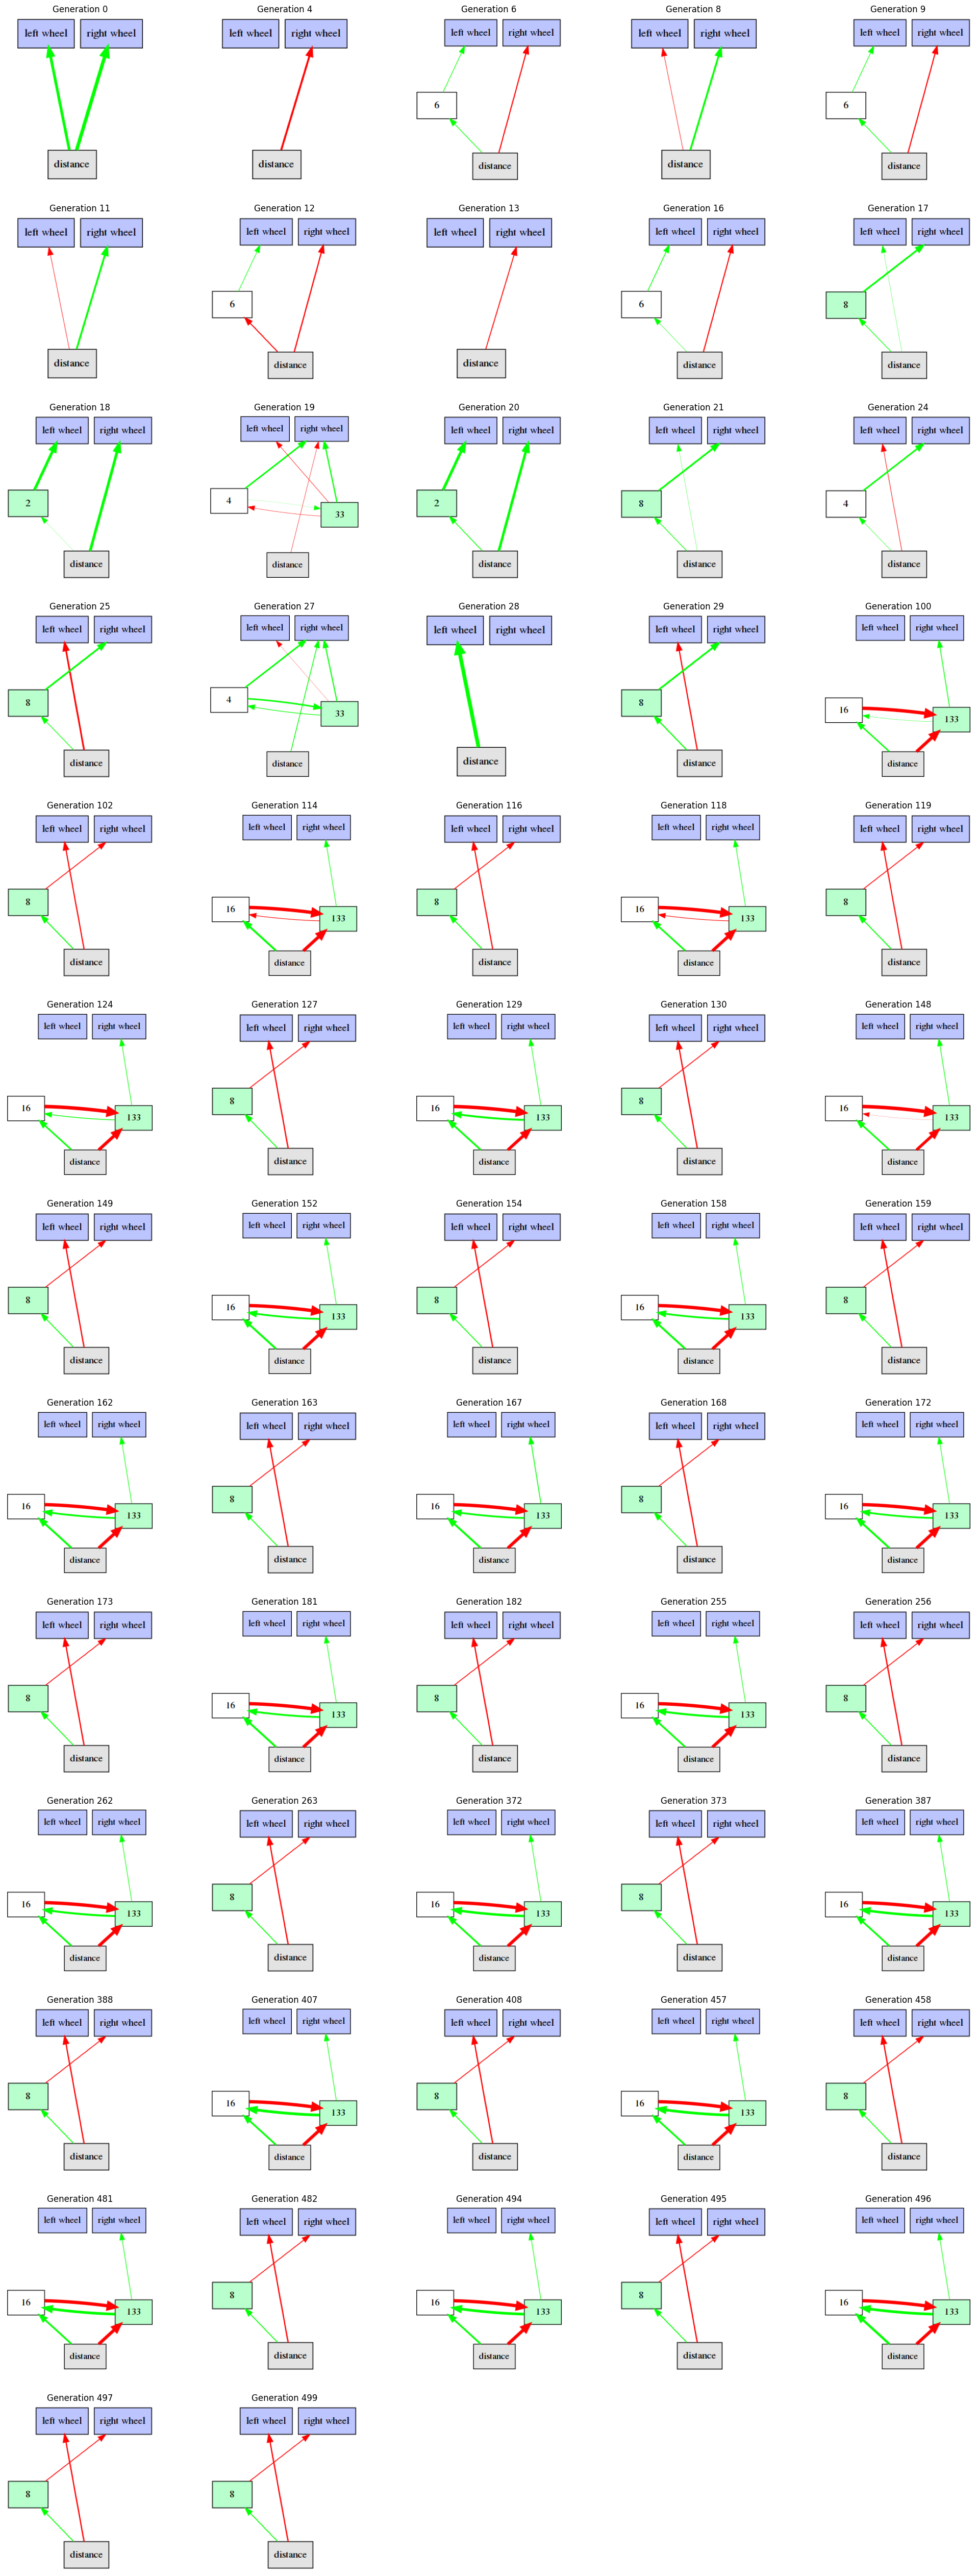 Generation 0
left wheel right wheel
distance
Generation 4
left wheel right wheel
distance
Generation 6
left wheel right wheel
6
distance
Generation 8
left wheel right wheel
distance
Generation 9
left wheel right wheel
6
distance
Generation 11
left wheel right wheel
distance
Generation 12
left wheel right wheel
6
distance
Generation 13
left wheel right wheel
distance
Generation 16
left wheel right wheel
6
distance
Generation 17
left wheel right wheel
8
distance
Generation 18
left wheel right wheel
2
distance
Generation 19
left wheel right wheel
4
33
distance
Generation 20
left wheel right wheel
2
distance
Generation 21
left wheel right wheel
8
distance
Generation 24
left wheel right wheel
4
distance
Generation 25
left wheel right wheel
8
distance
Generation 27
left wheel right wheel
4
33
distance
Generation 28
left wheel right wheel
distance
Generation 29
left wheel right wheel
8
distance
Generation 100
left wheel right wheel
16
133
distance
Generation 102
left wheel right wheel
8
distance
Generation 114
left wheel right wheel
16
133
distance
Generation 116
left wheel right wheel
8
distance
Generation 118
left wheel right wheel
16
133
distance
Generation 119
left wheel right wheel
8
distance
Generation 124
left wheel right wheel
16
133
distance
Generation 127
left wheel right wheel
8
distance
Generation 129
left wheel right wheel
16
133
distance
Generation 130
left wheel right wheel
8
distance
Generation 148
left wheel right wheel
16
133
distance
Generation 149
left wheel right wheel
8
distance
Generation 152
left wheel right wheel
16
133
distance
Generation 154
left wheel right wheel
8
distance
Generation 158
left wheel right wheel
16
133
distance
Generation 159
left wheel right wheel
8
distance
Generation 162
left wheel right wheel
16
133
distance
Generation 163
left wheel right wheel
8
distance
Generation 167
left wheel right wheel
16
133
distance
Generation 168
left wheel right wheel
8
distance
Generation 172
left wheel right wheel
16
133
distance
Generation 173
left wheel right wheel
8
distance
Generation 181
left wheel right wheel
16
133
distance
Generation 182
left wheel right wheel
8
distance
Generation 255
left wheel right wheel
16
133
distance
Generation 256
left wheel right wheel
8
distance
Generation 262
left wheel right wheel
16
133
distance
Generation 263
left wheel right wheel
8
distance
Generation 372
left wheel right wheel
16
133
distance
Generation 373
left wheel right wheel
8
distance
Generation 387
left wheel right wheel
16
133
distance
Generation 388
left wheel right wheel
8
distance
Generation 407
left wheel right wheel
16
133
distance
Generation 408
left wheel right wheel
8
distance
Generation 457
left wheel right wheel
16
133
distance
Generation 458
left wheel right wheel
8
distance
Generation 481
left wheel right wheel
16
133
distance
Generation 482
left wheel right wheel
8
distance
Generation 494
left wheel right wheel
16
133
distance
Generation 495
left wheel right wheel
8
distance
Generation 496
left wheel right wheel
16
133
distance
Generation 497
left wheel right wheel
8
distance
Generation 499
left wheel right wheel
8
distance